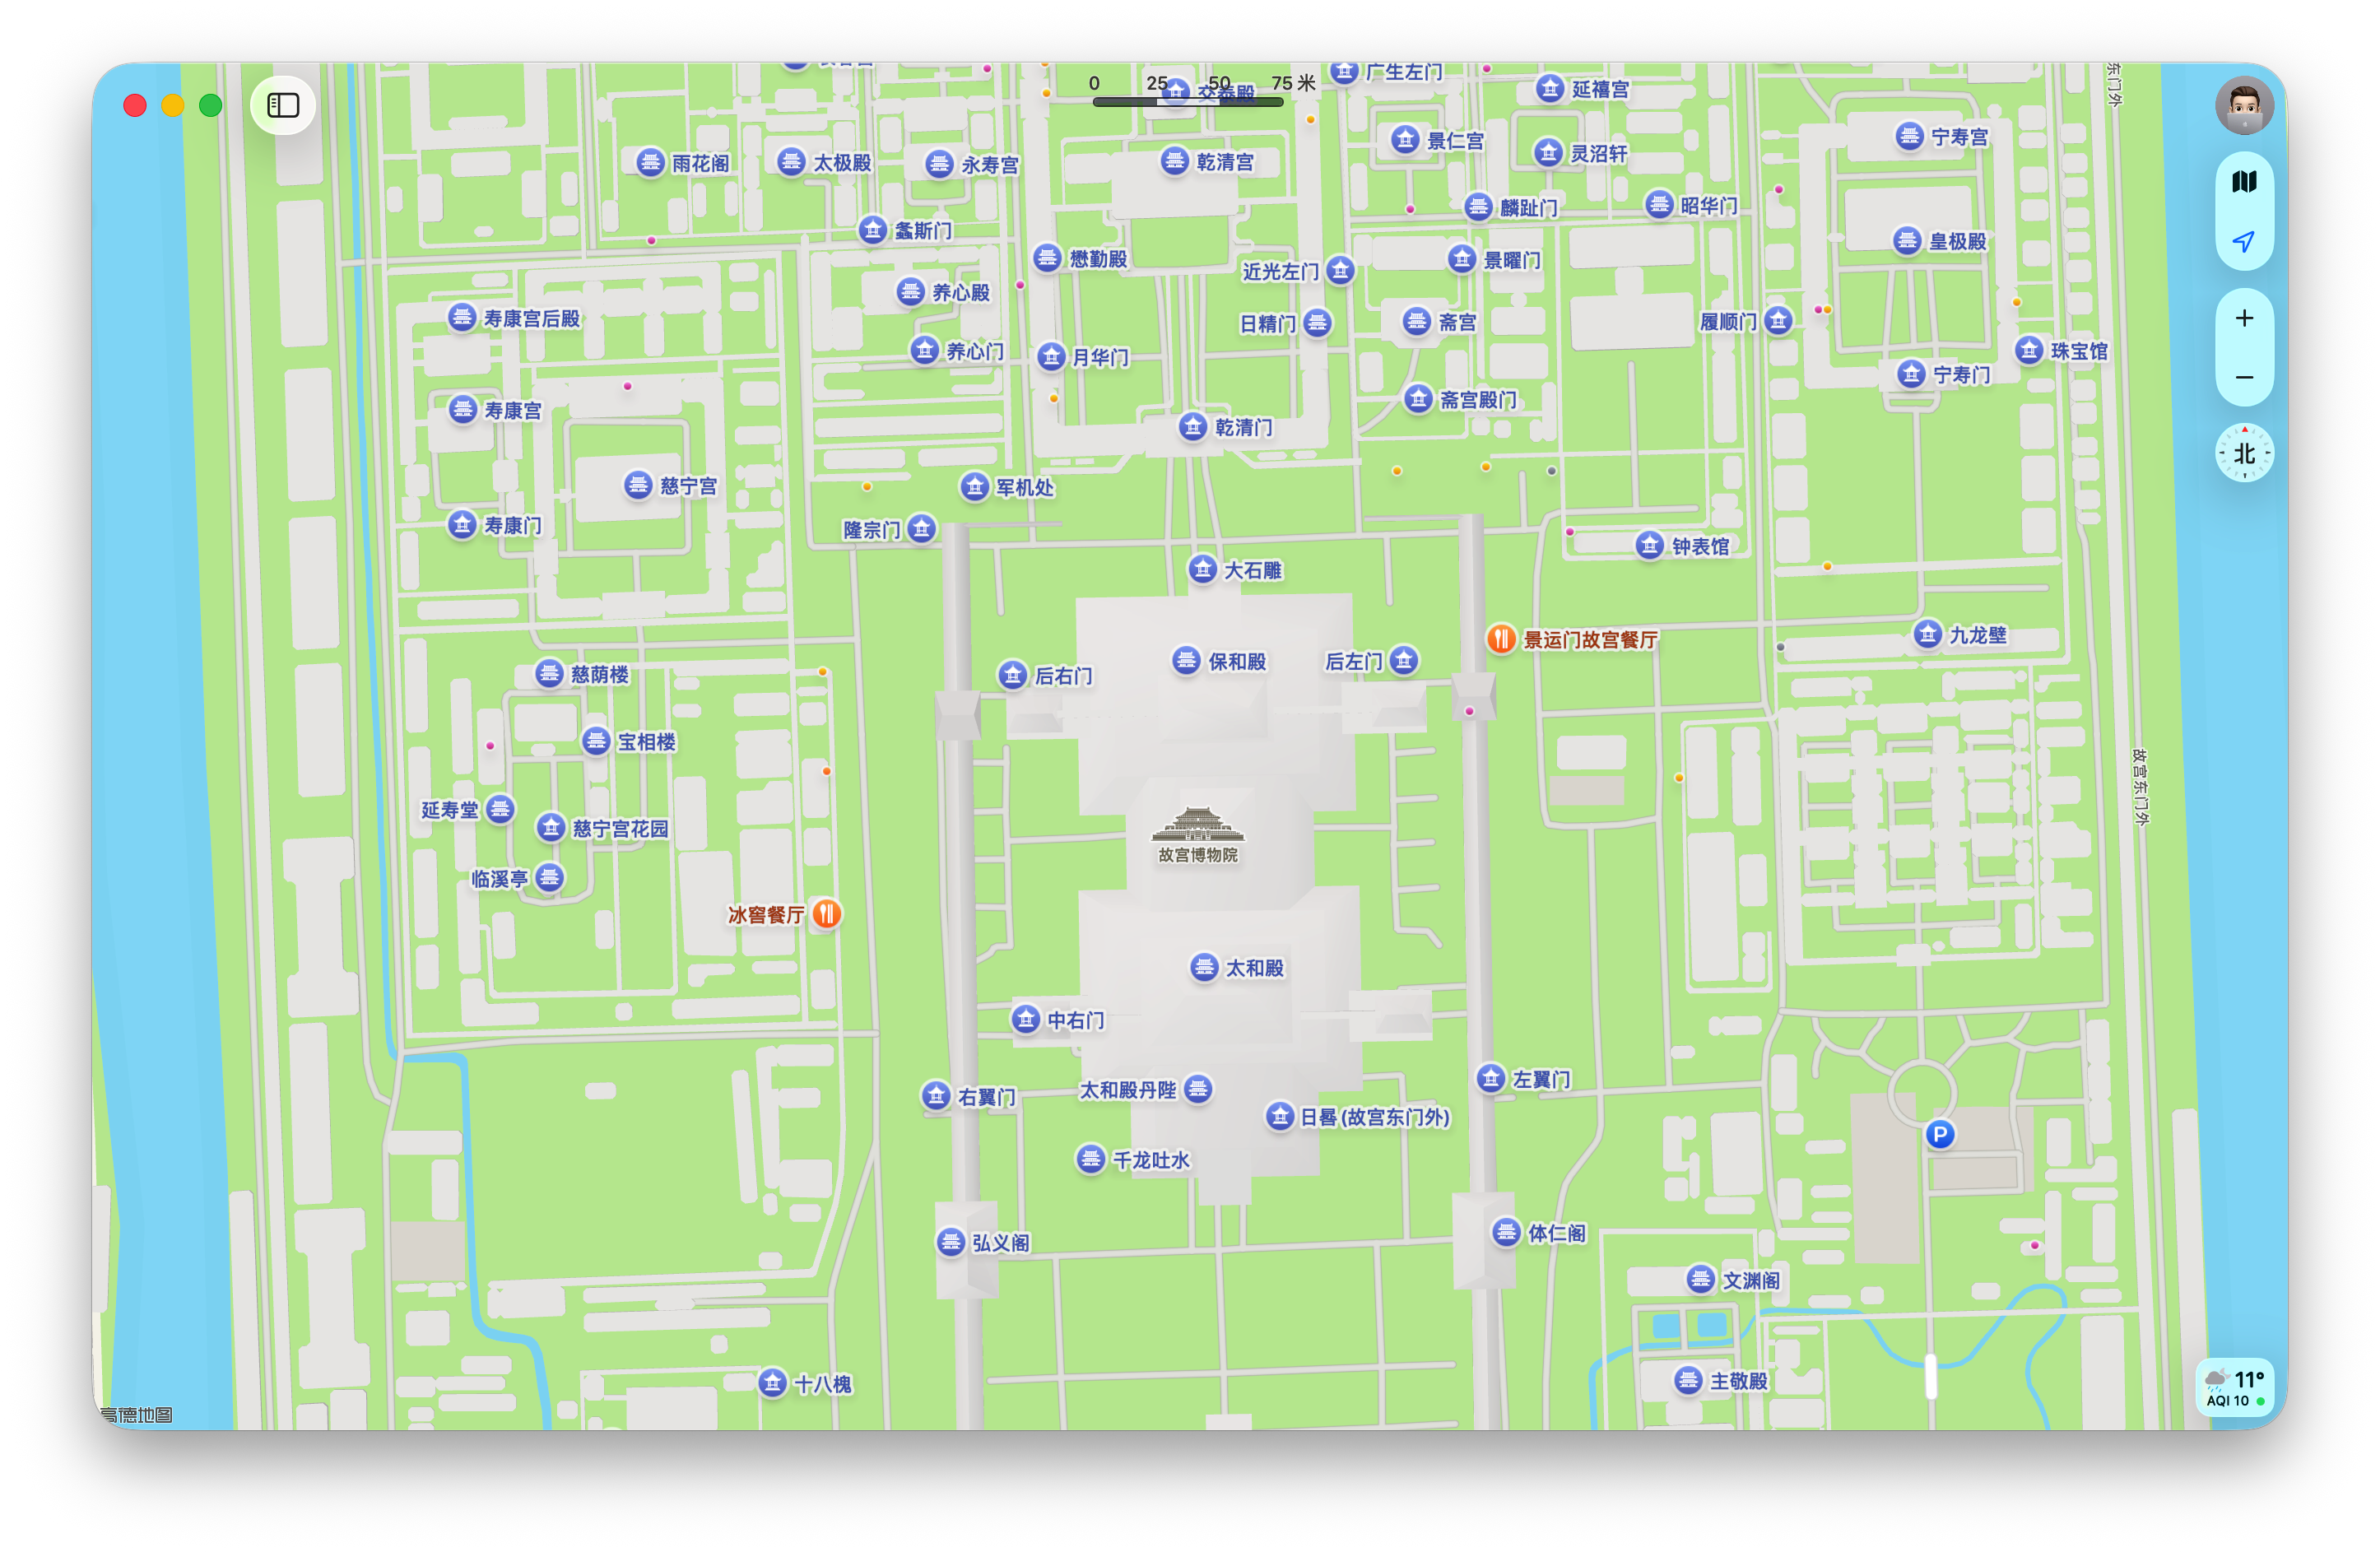 0 25 50 75 米
交泰殿
广生左门
延禧宫
东门外
雨花阁
太极殿
永寿宫
乾清宫
景仁宫
灵沼轩
宁寿宫
螽斯门
麟趾门
昭华门
懋勤殿
近光左门
景曜门
皇极殿
养心殿
寿康宫后殿
日精门
斋宫
履顺门
养心门
月华门
珠宝馆
宁寿门
寿康宫
斋宫殿门
乾清门
北
慈宁宫
军机处
寿康门
隆宗门
钟表馆
大石雕
景运门故宫餐厅
九龙壁
慈荫楼
后右门
保和殿
后左门
宝相楼
故宫东门外
延寿堂
慈宁宫花园
故宫博物院
临溪亭
冰窖餐厅
太和殿
中右门
右翼门
太和殿丹陛
左翼门
日晷 (故宫东门外)
P
千龙吐水
弘义阁
体仁阁
文渊阁
十八槐
主敬殿
11°
AQI 10
高德地图